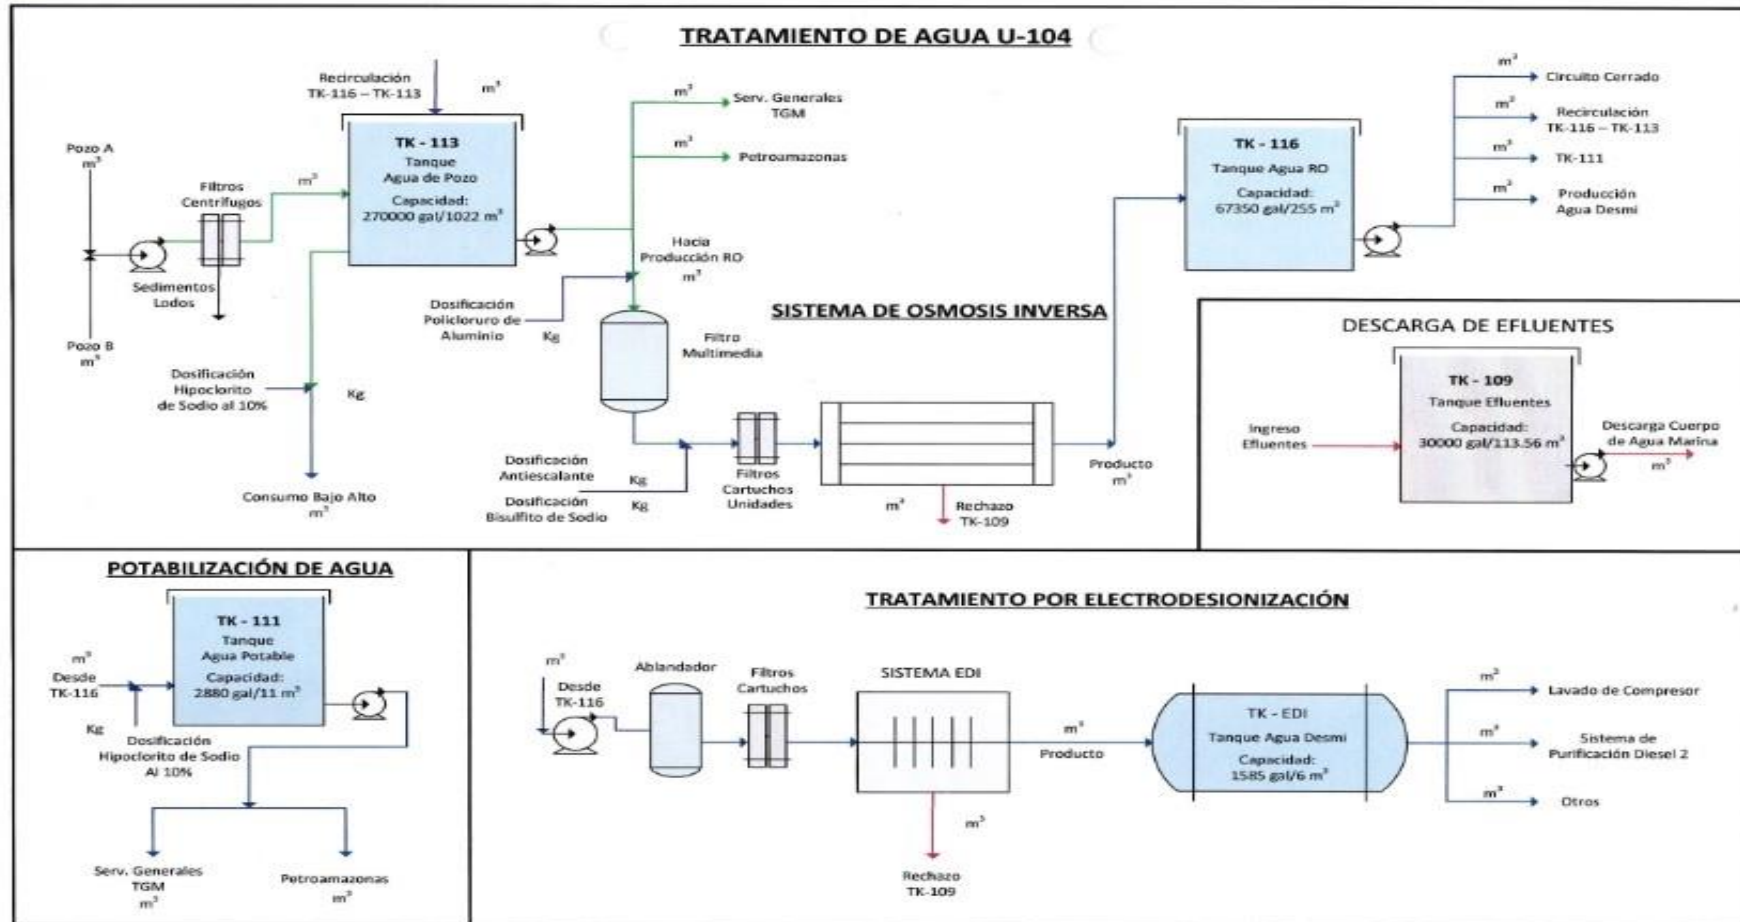 TRATAMIENTO DE AGUA U-104
Recirculación
TK-116 – TK-113
m³
Pozo A
m³
Pozo B
m³
Filtros
Centrífugos
Sedimentos
Lodos
m³
TK - 113
Tanque
Agua de Pozo
Capacidad:
270000 gal/1022 m³
Dosificación
Hipoclorito
de Sodio al 10%
Kg
Consumo Bajo Alto
m³
m³
Serv. Generales
TGM
m³
Petroamazonas
Hacia
Producción RO
m³
Dosificación
Policloruro de
Aluminio
Kg
SISTEMA DE OSMOSIS INVERSA
Filtro
Multimedia
Dosificación
Antiescalante
Kg
Dosificación
Bisulfito de Sodio
Kg
Filtros
Cartuchos
Unidades
m³
Rechazo
TK-109
Producto
m³
TK - 116
Tanque Agua RO
Capacidad:
67350 gal/255 m³
m³
Circuito Cerrado
m³
Recirculación
TK-116 – TK-113
m³
TK-111
m³
Producción
Agua Desmi
DESCARGA DE EFLUENTES
TK - 109
Tanque Efluentes
Capacidad:
30000 gal/113.56 m³
Ingreso
Efluentes
Descarga Cuerpo
de Agua Marina
m³
POTABILIZACIÓN DE AGUA
TK - 111
Tanque
Agua Potable
Capacidad:
2880 gal/11 m³
m³
Desde
TK-116
Kg
Dosificación
Hipoclorito de Sodio
Al 10%
Serv. Generales
TGM
m³
Petroamazonas
m³
TRATAMIENTO POR ELECTRODESIONIZACIÓN
m³
Desde
TK-116
Ablandador
Filtros
Cartuchos
SISTEMA EDI
m³
Rechazo
TK-109
m³
Producto
TK - EDI
Tanque Agua Desmi
Capacidad:
1585 gal/6 m³
m³
Lavado de Compresor
m³
Sistema de
Purificación Diesel 2
m³
Otros